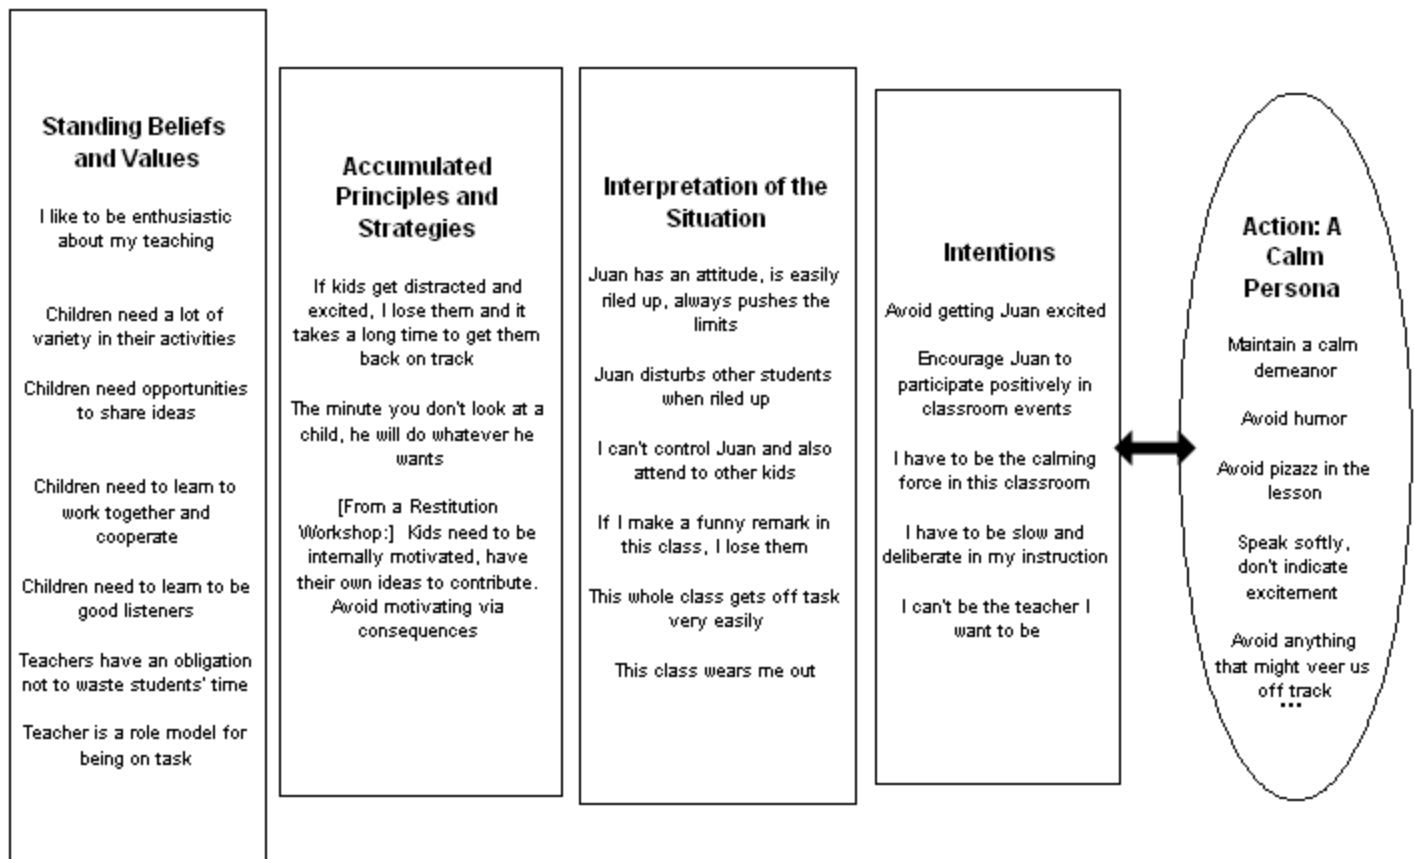 Standing Beliefs
and Values
I like to be enthusiastic
about my teaching
Children need a lot of
variety in their activities
Children need opportunities
to share ideas
Children need to learn to
work together and
cooperate
Children need to learn to be
good listeners
Teachers have an obligation
not to waste students' time
Teacher is a role model for
being on task
Accumulated
Principles and
Strategies
If kids get distracted and
excited, I lose them and it
takes a long time to get them
back on track
The minute you don't look at a
child, he will do whatever he
wants
[From a Restitution
Workshop:] Kids need to be
internally motivated, have
their own ideas to contribute.
Avoid motivating via
consequences
Interpretation of the
Situation
Juan has an attitude, is easily
riled up, always pushes the
limits
Juan disturbs other students
when riled up
I can't control Juan and also
attend to other kids
If I make a funny remark in
this class, I lose them
This whole class gets off task
very easily
This class wears me out
Intentions
Avoid getting Juan excited
Encourage Juan to
participate positively in
classroom events
I have to be the calming
force in this classroom
I have to be slow and
deliberate in my instruction
I can't be the teacher I
want to be
Action: A
Calm
Persona
Maintain a calm
demeanor
Avoid humor
Avoid pizazz in the
lesson
Speak softly,
don't indicate
excitement
Avoid anything
that might veer us
off track
...